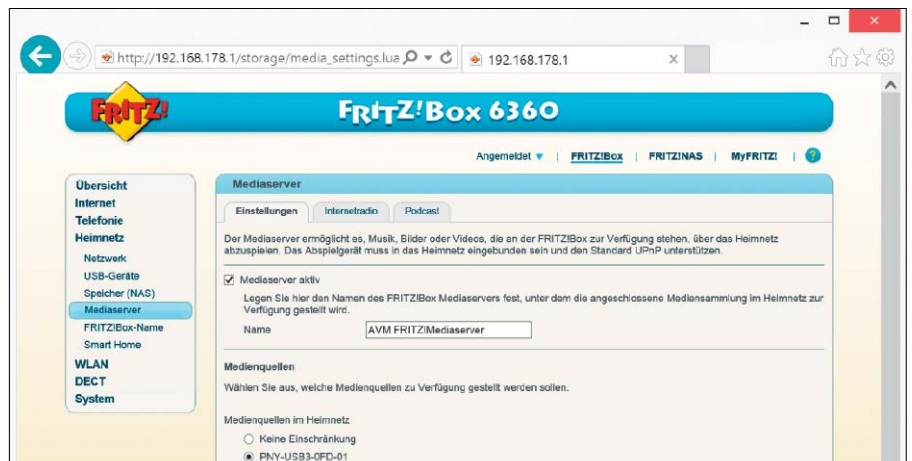 http://192.168.178.1/storage/media_settings.lua
192.168.178.1
FRITZ!
FRITZ!Box 6360
Angemeldet | FRITZ!Box | FRITZ!NAS | MyFRITZ! | ?
Übersicht
Internet
Telefonie
Heimnetz
Netzwerk
USB-Geräte
Speicher (NAS)
Mediaserver
FRITZ!Box-Name
Smart Home
WLAN
DECT
System
Mediaserver
Einstellungen Internetradio Podcast
Der Mediaserver ermöglicht es, Musik, Bilder oder Videos, die an der FRITZ!Box zur Verfügung stehen, über das Heimnetz
abzuspielen. Das Abspielgerät muss in das Heimnetz eingebunden sein und den Standard UPnP unterstützen.
Mediaserver aktiv
Legen Sie hier den Namen des FRITZ!Box Mediaservers fest, unter dem die angeschlossene Mediensammlung im Heimnetz zur
Verfügung gestellt wird.
Name AVM FRITZ!Mediaserver
Medienquellen
Wählen Sie aus, welche Medienquellen zu Verfügung gestellt werden sollen.
Medienquellen im Heimnetz
Keine Einschränkung
PNY-USB3-0FD-01